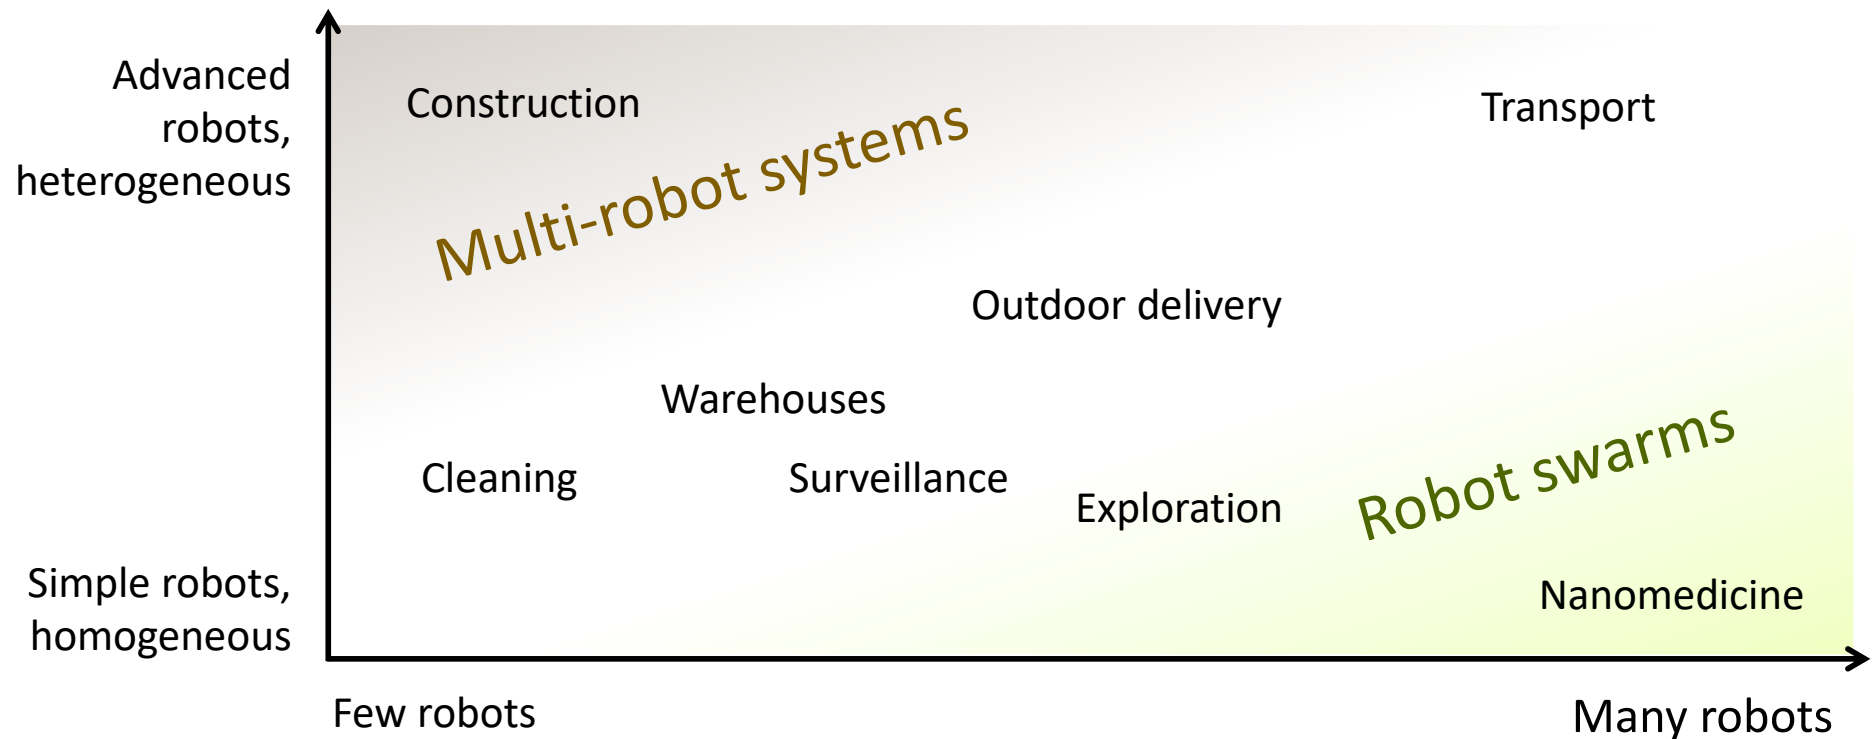 Advanced
robots,
heterogeneous
Construction
Transport
Multi-robot systems
Outdoor delivery
Warehouses
Cleaning
Surveillance
Exploration
Robot swarms
Simple robots,
homogeneous
Nanomedicine
Few robots
Many robots